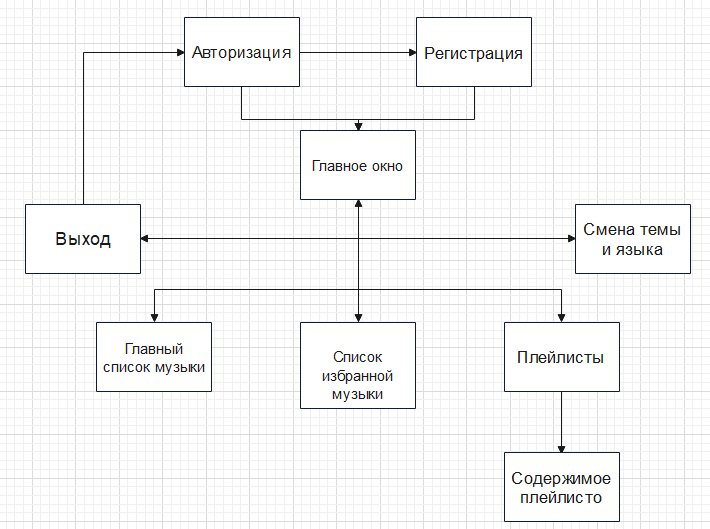 Авторизация
Регистрация
Главное окно
Выход
Смена темы
и языка
Главный
список музыки
Список
избранной
музыки
Плейлисты
Содержимое
плейлисто